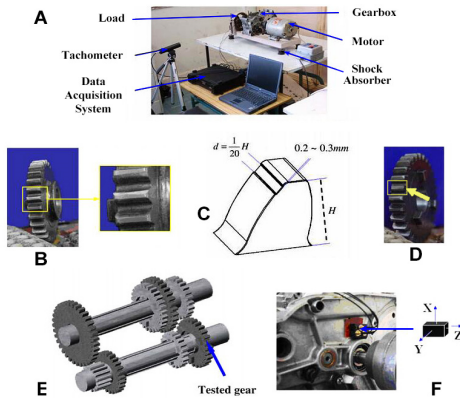 A
Load
Gearbox
Motor
Tachometer
Data
Acquisition
System
Shock
Absorber
B
d = 1/20 H
0.2 ~ 0.3mm
H
C
D
E
Tested gear
X
Z
Y
F